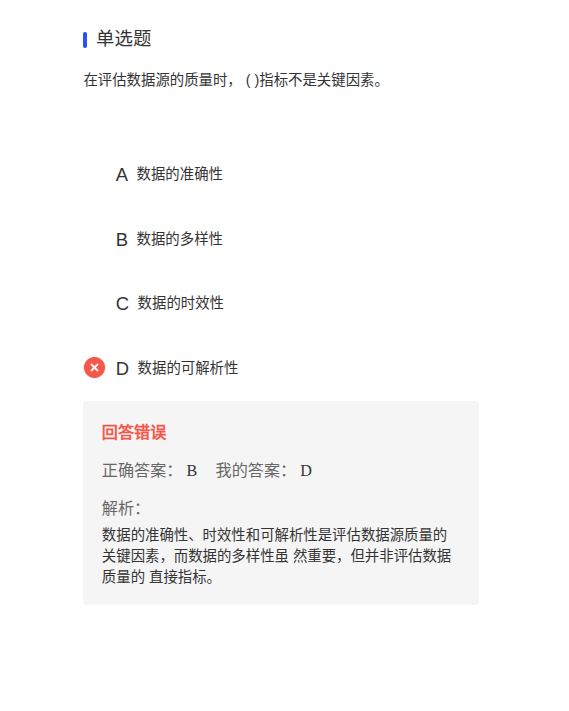 单选题
在评估数据源的质量时， ( )指标不是关键因素。
A 数据的准确性
B 数据的多样性
C 数据的时效性
D 数据的可解析性
回答错误
正确答案： B 我的答案： D
解析：
数据的准确性、时效性和可解析性是评估数据源质量的
关键因素，而数据的多样性虽 然重要，但并非评估数据
质量的 直接指标。